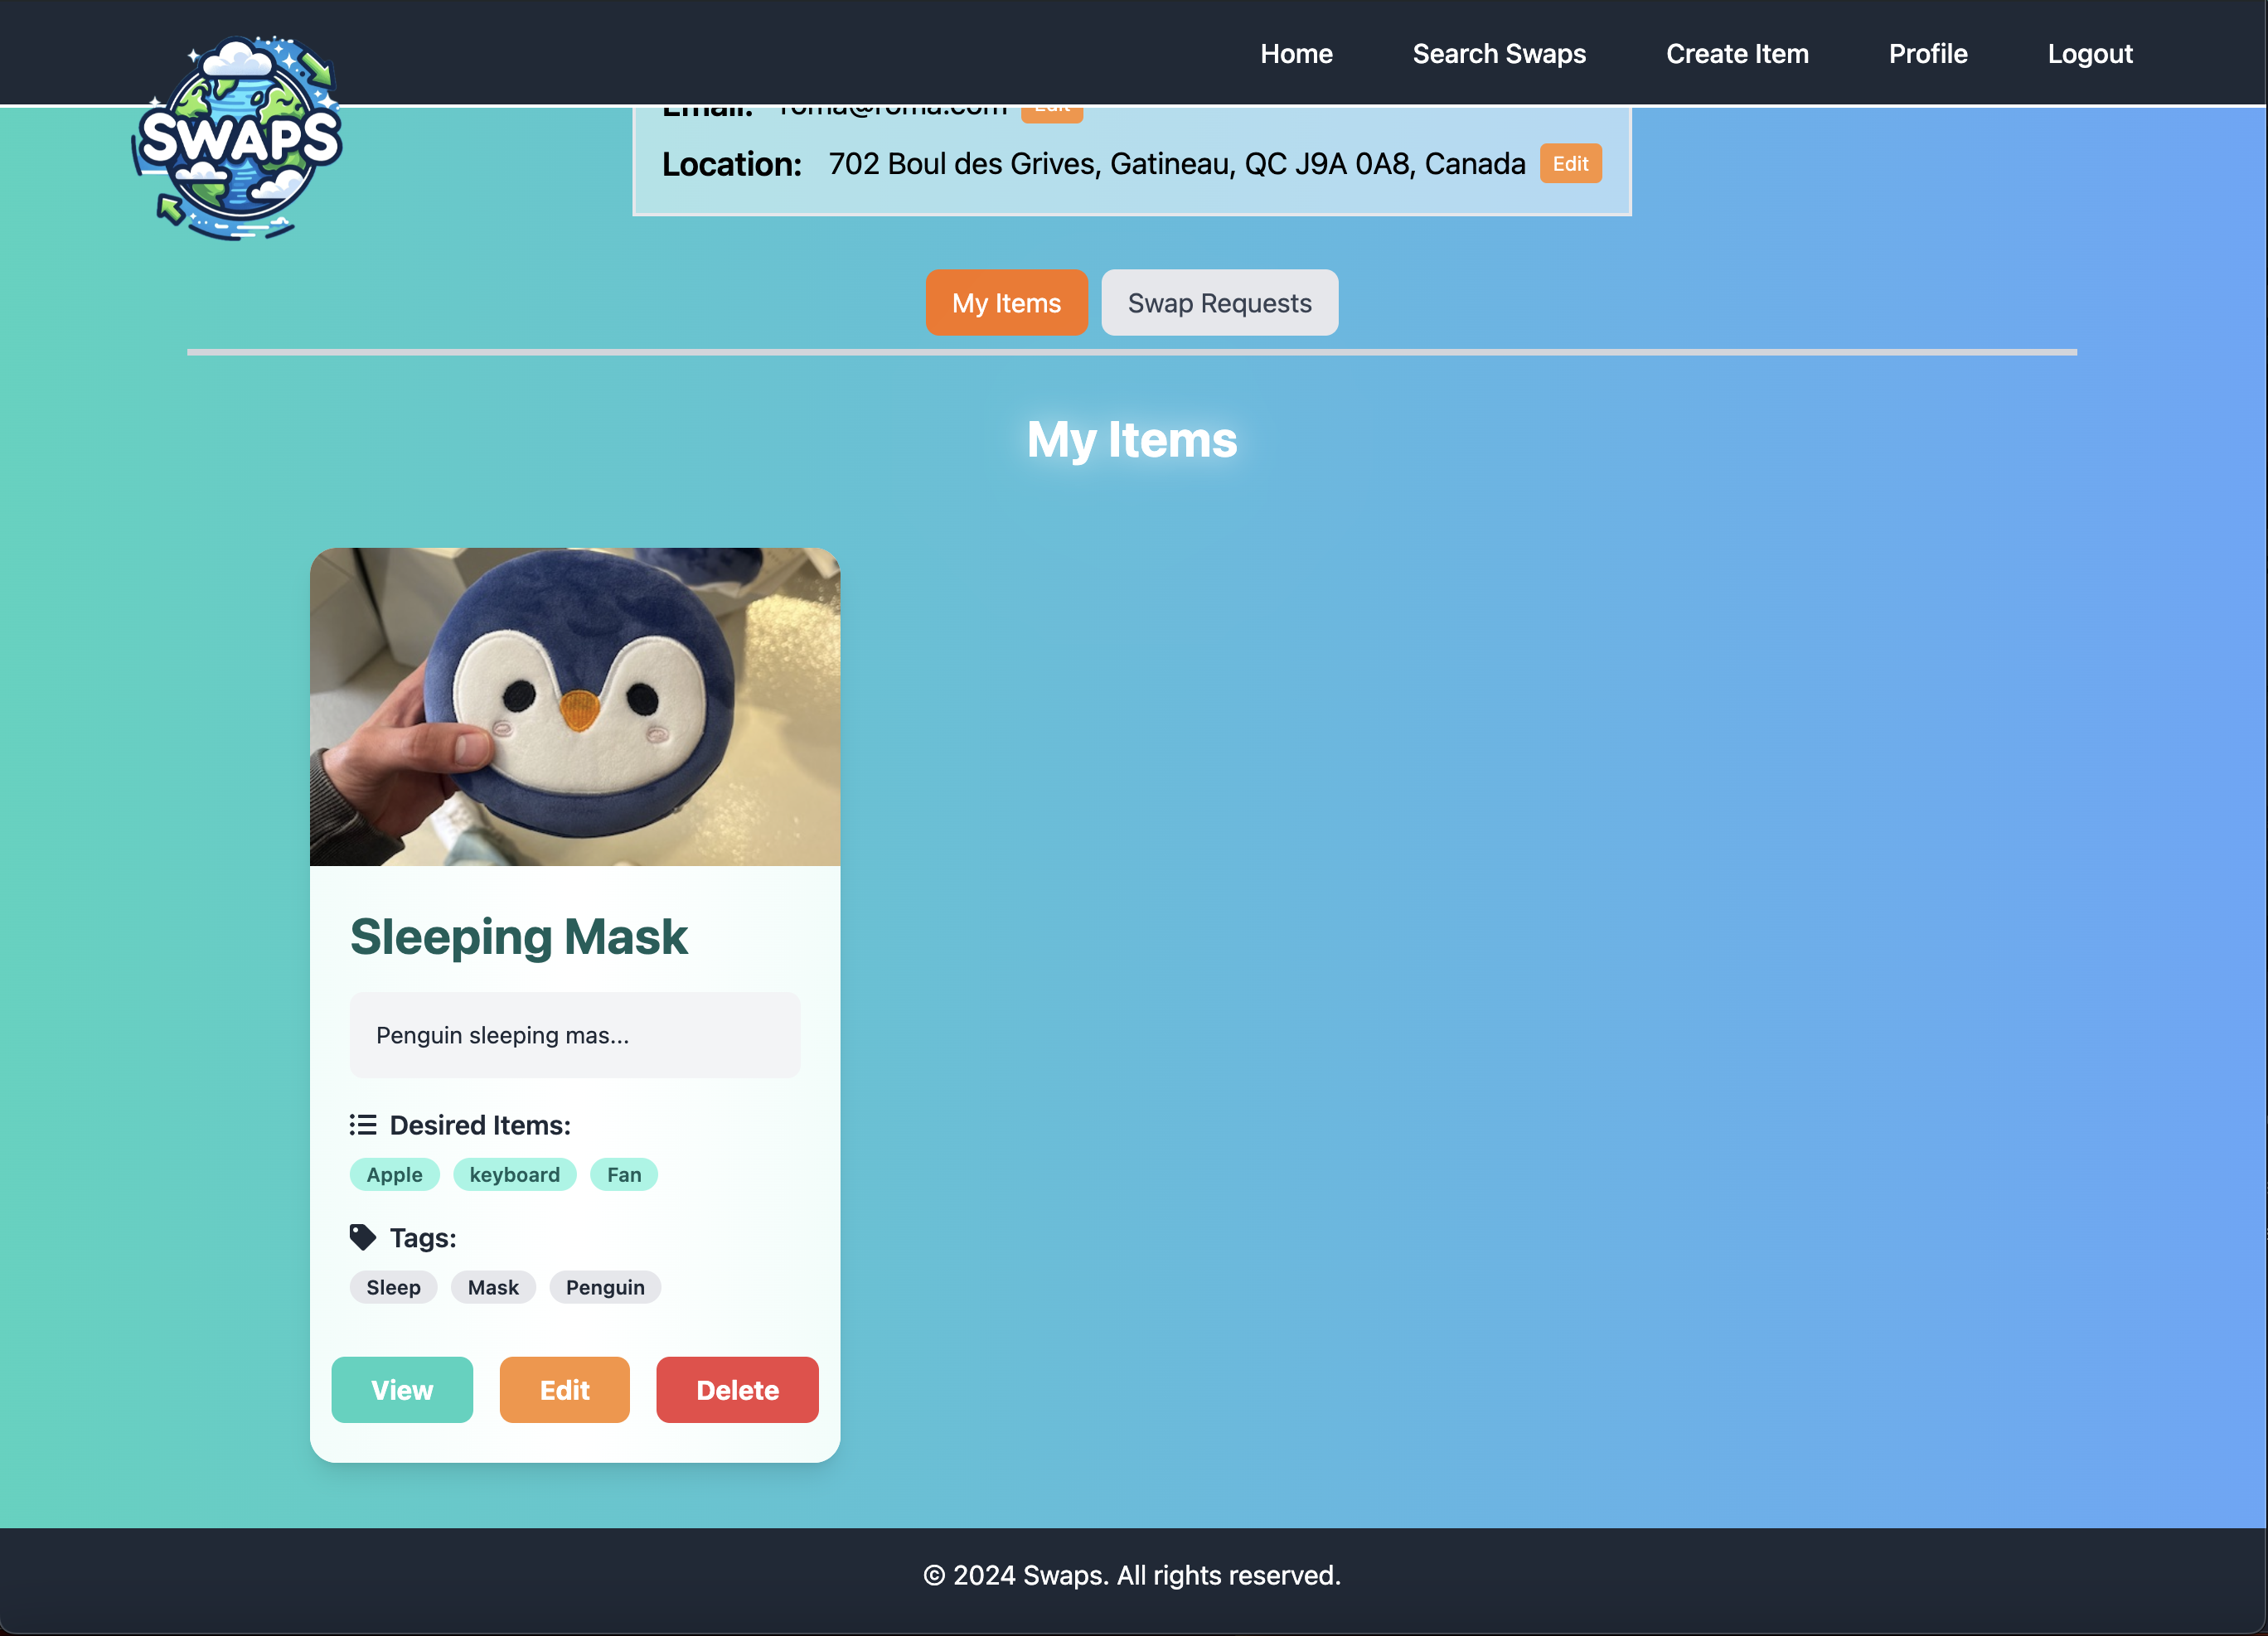 Home Search Swaps Create Item Profile Logout
SWAPS
Email: roma@roma.com Edit
Location: 702 Boul des Grives, Gatineau, QC J9A 0A8, Canada Edit
My Items Swap Requests
My Items
Sleeping Mask
Penguin sleeping mas...
Desired Items:
Apple keyboard Fan
Tags:
Sleep Mask Penguin
View Edit Delete
© 2024 Swaps. All rights reserved.